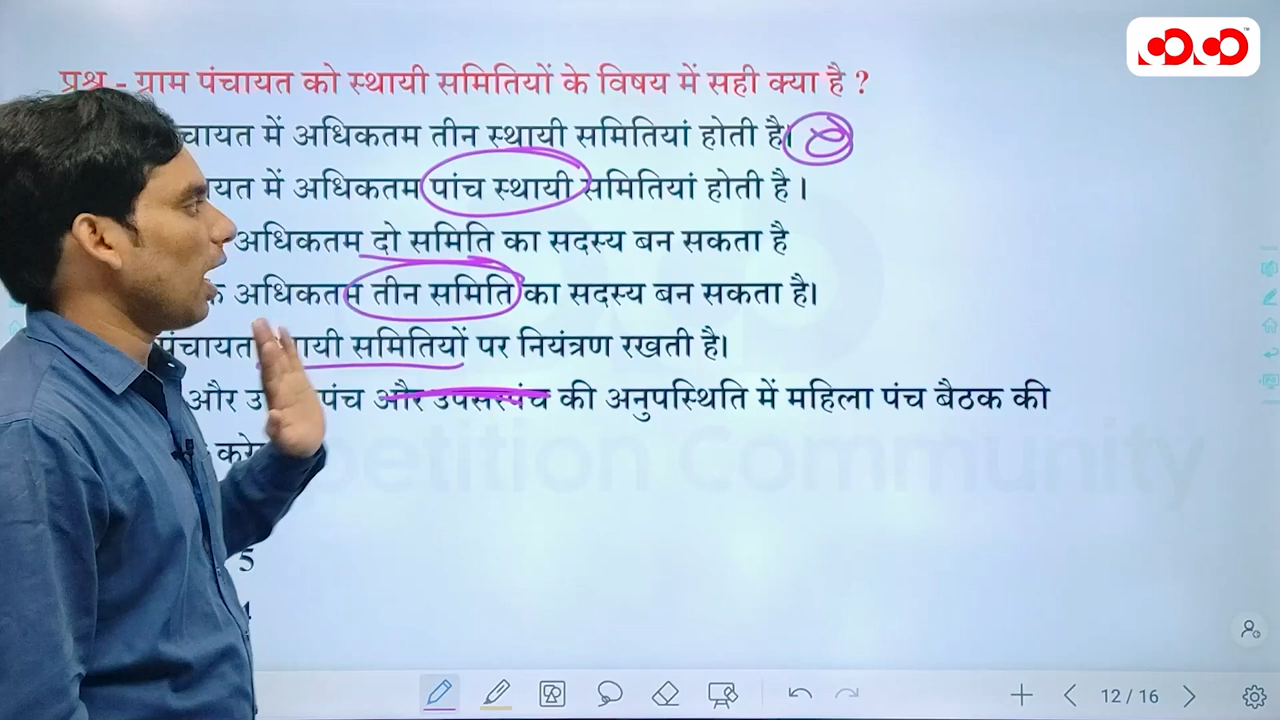 प्रश्न - ग्राम पंचायत को स्थायी समितियों के विषय में सही क्या है ?
चायत में अधिकतम तीन स्थायी समितियां होती है।
यत में अधिकतम पांच स्थायी समितियां होती है ।
अधिकतम दो समिति का सदस्य बन सकता है
अधिकतम तीन समिति का सदस्य बन सकता है।
पंचायत समितियों पर नियंत्रण रखती है।
और और उपसरपंच की अनुपस्थिति में महिला पंच बैठक की
petition Community
5
12 / 16